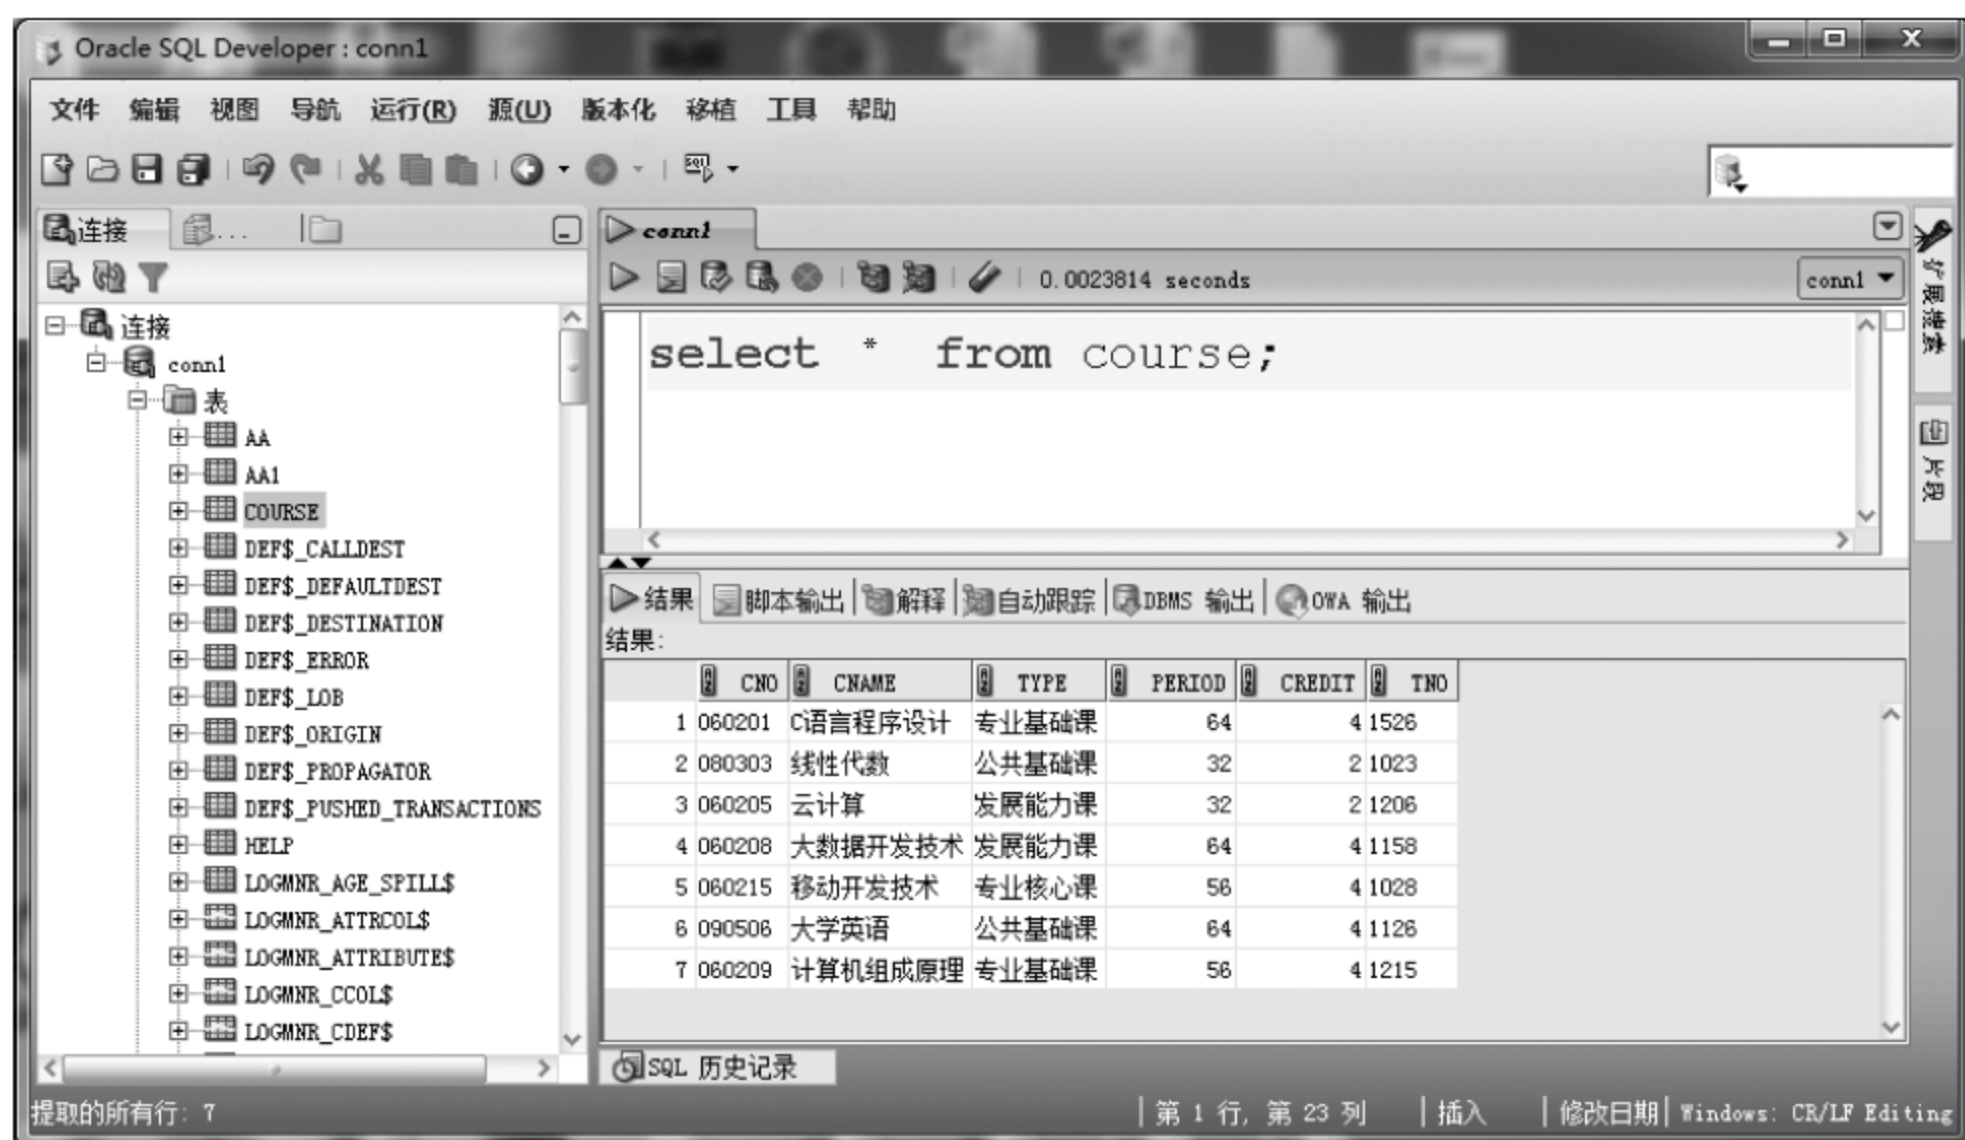 Oracle SQL Developer : conn1
文件 编辑 视图 导航 运行(R) 源(U) 版本化 移植 工具 帮助
连接 ...
连接
conn1
表
AA
AA1
COURSE
DEF$_CALLDEST
DEF$_DEFAULTDEST
DEF$_DESTINATION
DEF$_ERROR
DEF$_LOB
DEF$_ORIGIN
DEF$_PROPAGATOR
DEF$_PUSHED_TRANSACTIONS
HELP
LOGMNR_AGE_SPILL$
LOGMNR_ATTRCOL$
LOGMNR_ATTRIBUTE$
LOGMNR_CCOL$
LOGMNR_CDEF$
conn1
0.0023814 seconds conn1
select * from course;
结果 脚本输出 解释 自动跟踪 DBMS 输出 OWA 输出
结果:
CNO CNAME TYPE PERIOD CREDIT TNO
1 060201 C语言程序设计 专业基础课 64 4 1526
2 080303 线性代数 公共基础课 32 2 1023
3 060205 云计算 发展能力课 32 2 1206
4 060208 大数据开发技术 发展能力课 64 4 1158
5 060215 移动开发技术 专业核心课 56 4 1028
6 090506 大学英语 公共基础课 64 4 1126
7 060209 计算机组成原理 专业基础课 56 4 1215
SQL 历史记录
扩展搜索
片段
提取的所有行: 7 第 1 行, 第 23 列 插入 修改日期 Windows: CR/LF Editing